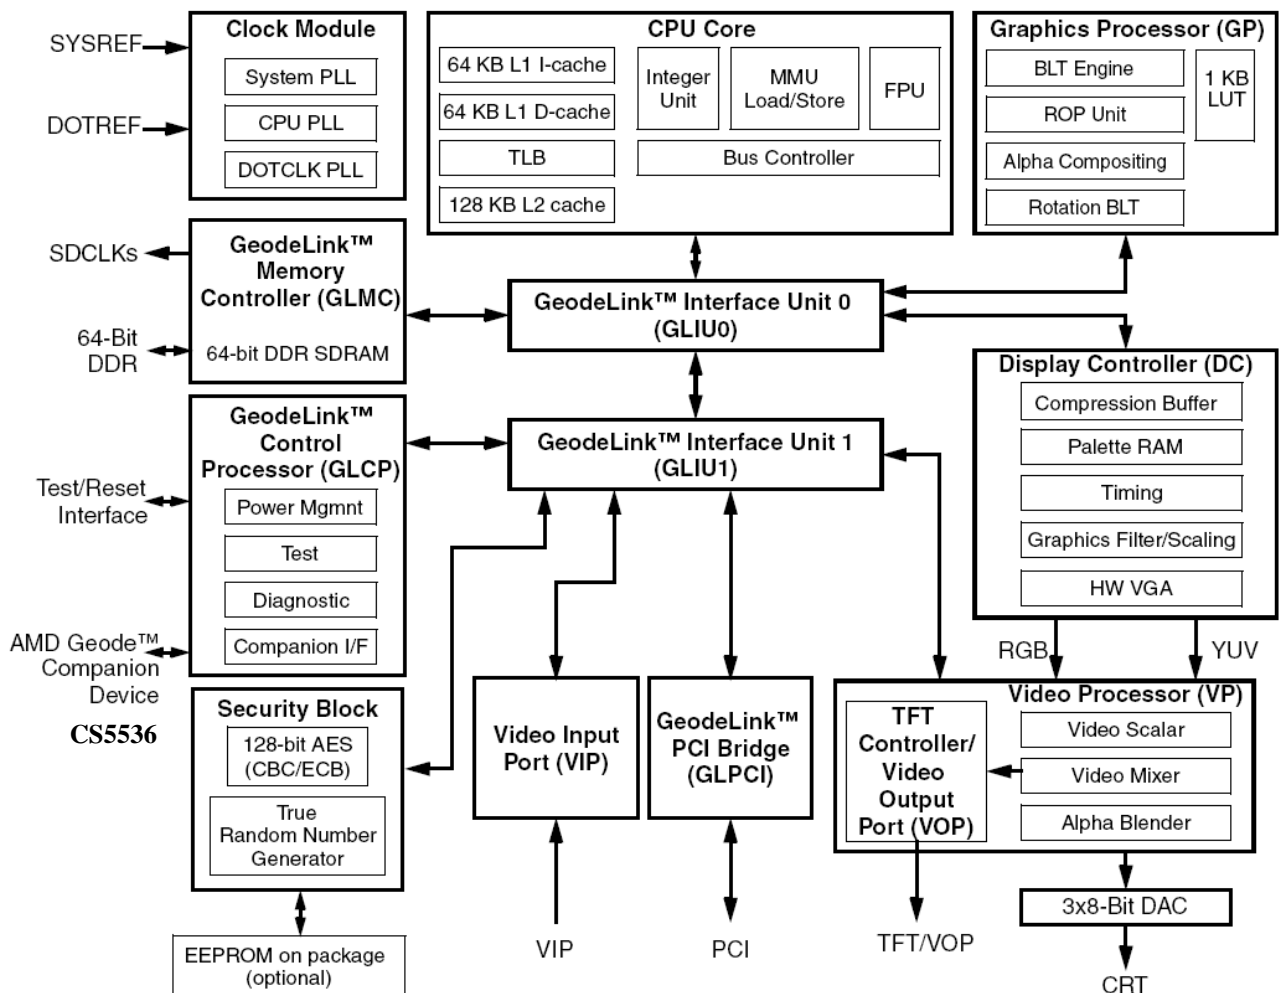 SYSREF
DOTREF
Clock Module
System PLL
CPU PLL
DOTCLK PLL
CPU Core
64 KB L1 I-cache
64 KB L1 D-cache
TLB
128 KB L2 cache
Integer
Unit
MMU
Load/Store
FPU
Bus Controller
Graphics Processor (GP)
BLT Engine
ROP Unit
Alpha Compositing
Rotation BLT
1 KB
LUT
SDCLKs
64-Bit
DDR
GeodeLink™
Memory
Controller (GLMC)
64-bit DDR SDRAM
GeodeLink™ Interface Unit 0
(GLIU0)
Display Controller (DC)
Compression Buffer
Palette RAM
Timing
Graphics Filter/Scaling
HW VGA
Test/Reset
Interface
AMD Geode™
Companion
Device
CS5536
GeodeLink™
Control
Processor (GLCP)
Power Mgmnt
Test
Diagnostic
Companion I/F
GeodeLink™ Interface Unit 1
(GLIU1)
RGB
YUV
Security Block
128-bit AES
(CBC/ECB)
True
Random Number
Generator
EEPROM on package
(optional)
Video Input
Port (VIP)
VIP
GeodeLink™
PCI Bridge
(GLPCI)
PCI
Video Processor (VP)
TFT
Controller/
Video
Output
Port (VOP)
Video Scalar
Video Mixer
Alpha Blender
TFT/VOP
3x8-Bit DAC
CRT